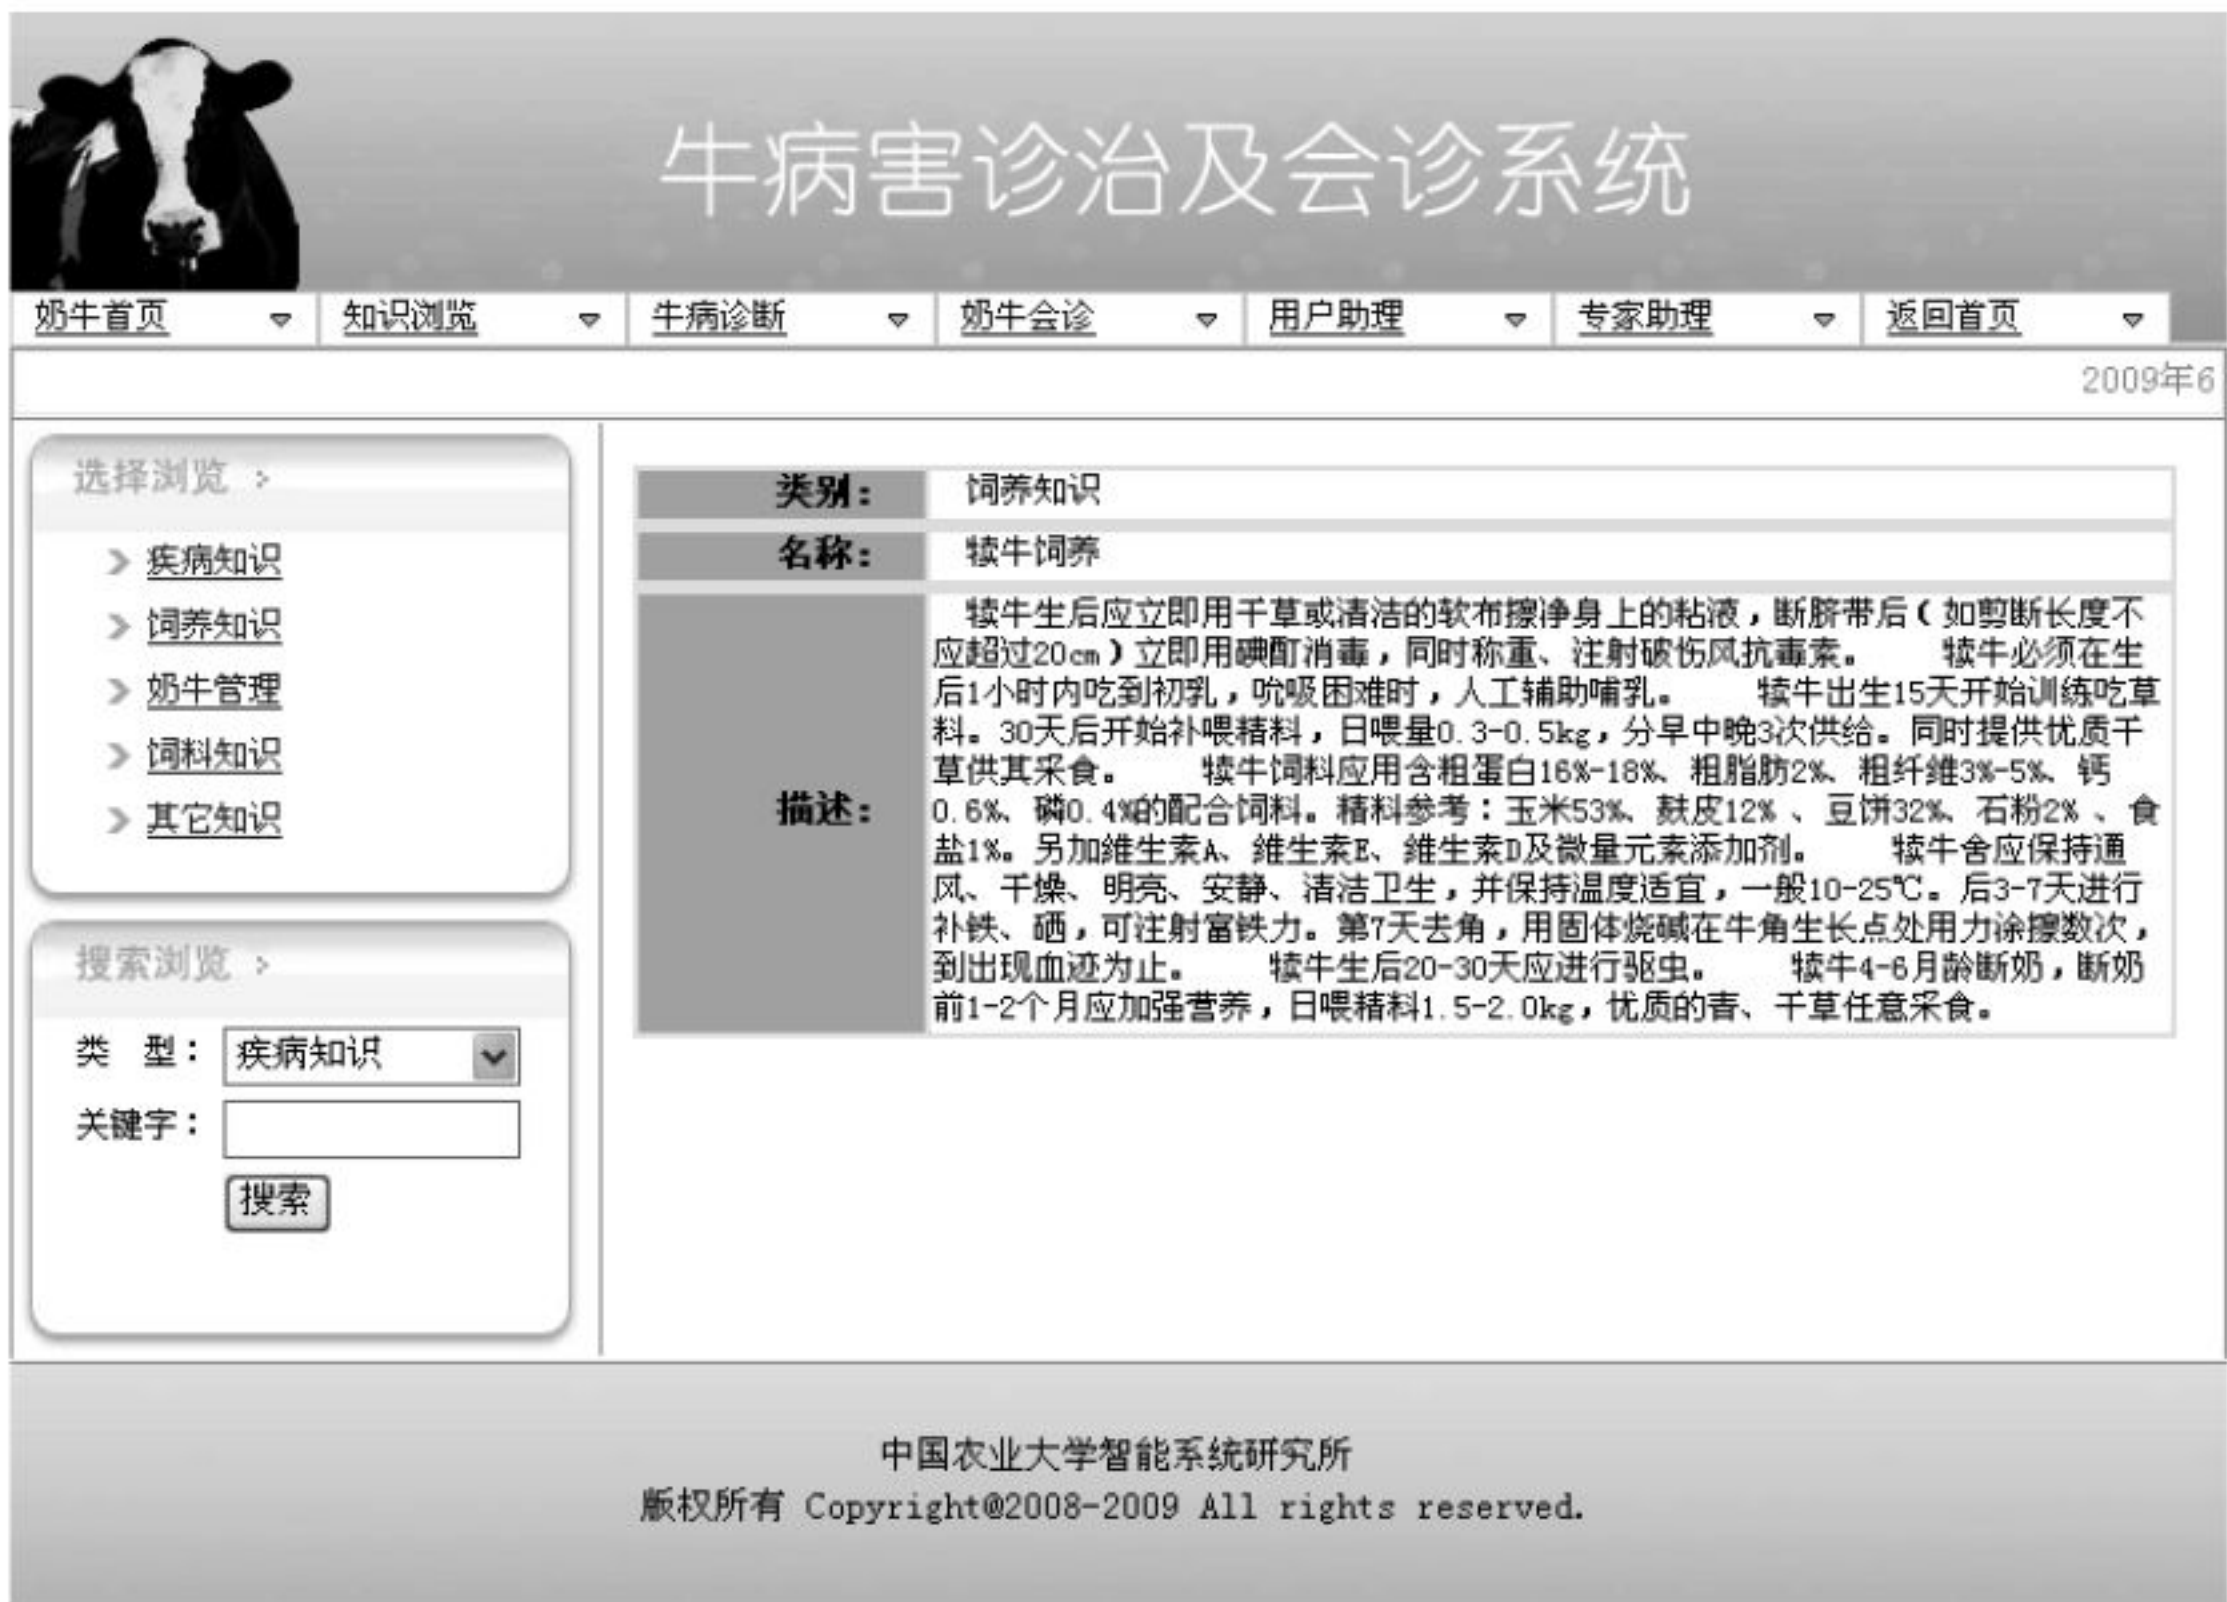 牛病害诊治及会诊系统
奶牛首页 知识浏览 牛病诊断 奶牛会诊 用户助理 专家助理 返回首页
2009年6
选择浏览 >
疾病知识
饲养知识
奶牛管理
饲料知识
其它知识
搜索浏览 >
类 型： 疾病知识
关键字：
搜索
类别： 饲养知识
名称： 犊牛饲养
描述：
犊牛生后应立即用干草或清洁的软布擦净身上的粘液，断脐带后（如剪断长度不
应超过20cm）立即用碘酊消毒，同时称重、注射破伤风抗毒素。 犊牛必须在生
后1小时内吃到初乳，吮吸困难时，人工辅助哺乳。 犊牛出生15天开始训练吃草
料。30天后开始补喂精料，日喂量0.3-0.5kg，分早中晚3次供给。同时提供优质干
草供其采食。 犊牛饲料应用含粗蛋白16%-18%、粗脂肪2%、粗纤维3%-5%、钙
0.6%、磷0.4%的配合饲料。精料参考：玉米53%、麸皮12% 、豆饼32%、石粉2% 、食
盐1%。另加维生素A、维生素E、维生素D及微量元素添加剂。 犊牛舍应保持通
风、干燥、明亮、安静、清洁卫生，并保持温度适宜，一般10-25℃。后3-7天进行
补铁、硒，可注射富铁力。第7天去角，用固体烧碱在牛角生长点处用力涂擦数次，
到出现血迹为止。 犊牛生后20-30天应进行驱虫。 犊牛4-6月龄断奶，断奶
前1-2个月应加强营养，日喂精料1.5-2.0kg，优质的青、干草任意采食。
中国农业大学智能系统研究所
版权所有 Copyright@2008-2009 All rights reserved.